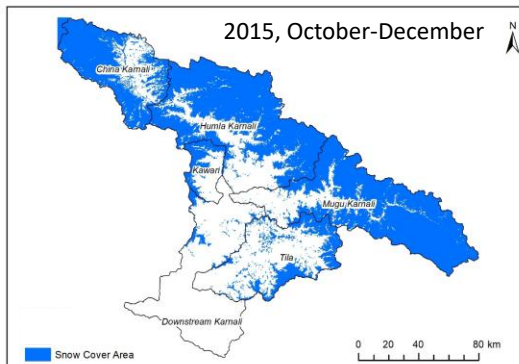 2015, October-December
N
China Karnali
Humla Karnali
Kawari
Mugu Karnali
Tila
Downstream Karnali
Snow Cover Area
0 20 40 80 km